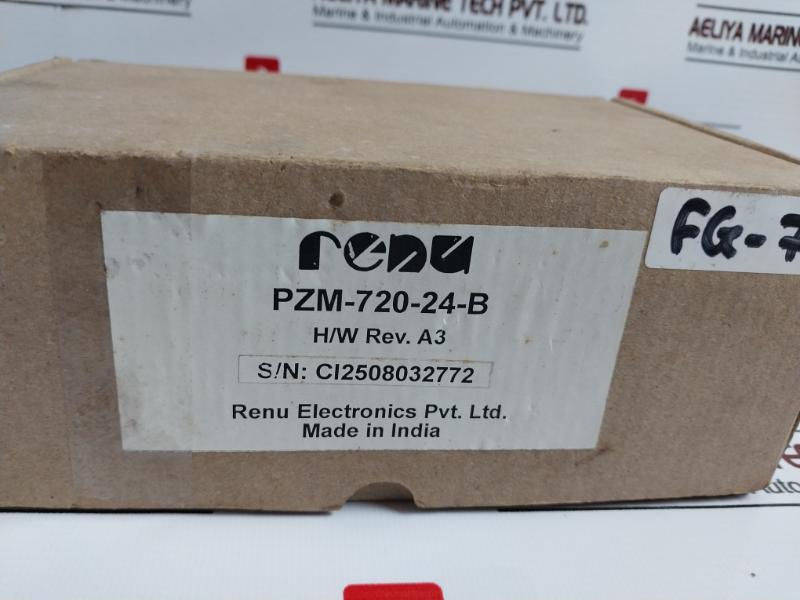 AELIYA MARINE TECH PVT. LTD.
Marine & Industrial Automation & Machinery
AELIYA MARINE
Marine & Industrial
renu
PZM-720-24-B
H/W Rev. A3
S/N: CI2508032772
Renu Electronics Pvt. Ltd.
Made in India
FG-7